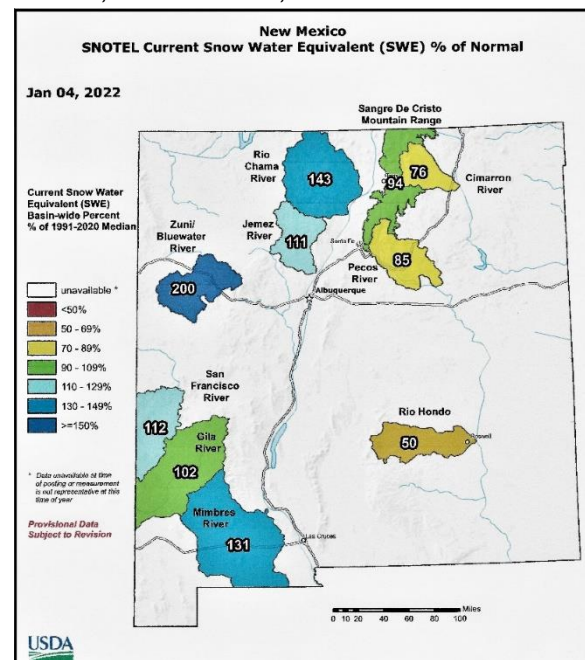 New Mexico
SNOTEL Current Snow Water Equivalent (SWE) % of Normal
Jan 04, 2022
Sangre De Cristo
Mountain Range
Rio
Chama
River
143
76
94
Cimarron
River
Current Snow Water
Equivalent (SWE)
Basin-wide Percent
% of 1991-2020 Median
Zuni/
Bluewater
River
Jemez
River
111
Santa Fe
Pecos
River
85
200
Albuquerque
unavailable *
<50%
50 - 69%
70 - 89%
90 - 109%
110 - 129%
130 - 149%
>=150%
San
Francisco
River
112
Gila
River
102
Rio Hondo
50
Roswell
* Data unavailable at time
of posting or measurement
is not representative at this
time of year
Provisional Data
Subject to Revision
Mimbres
River
131
Las Cruces
Miles
0 10 20 40 60 80 100
USDA